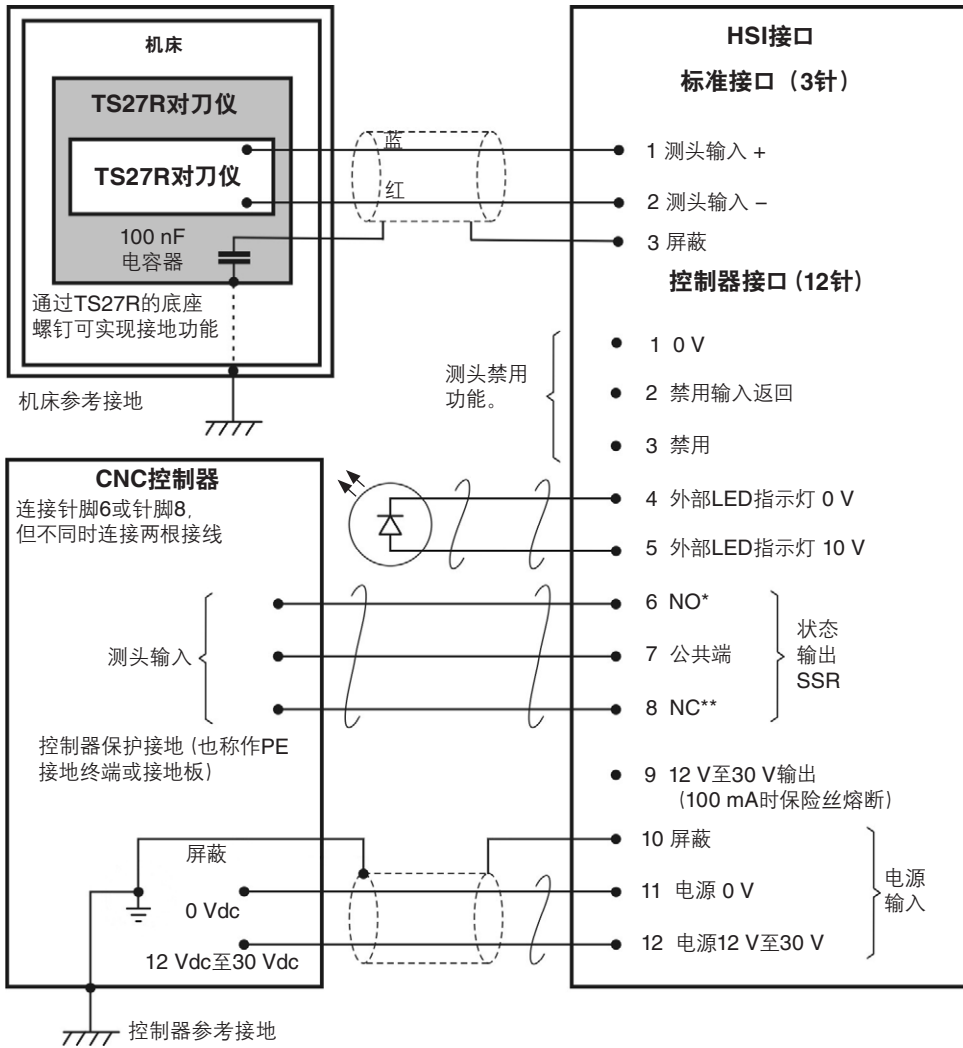 机床
TS27R对刀仪
TS27R对刀仪
100 nF
电容器
通过TS27R的底座
螺钉可实现接地功能
机床参考接地
蓝
红
HSI接口
标准接口（3针）
1 测头输入 +
2 测头输入 –
3 屏蔽
控制器接口 (12针)
测头禁用
功能。
1 0 V
2 禁用输入返回
3 禁用
4 外部LED指示灯 0 V
5 外部LED指示灯 10 V
6 NO*
7 公共端
8 NC**
状态
输出
SSR
9 12 V至30 V输出
(100 mA时保险丝熔断)
10 屏蔽
11 电源 0 V
12 电源12 V至30 V
电源
输入
CNC控制器
连接针脚6或针脚8,
但不同时连接两根接线
测头输入
控制器保护接地 (也称作PE
接地终端或接地板)
屏蔽
0 Vdc
12 Vdc至30 Vdc
控制器参考接地